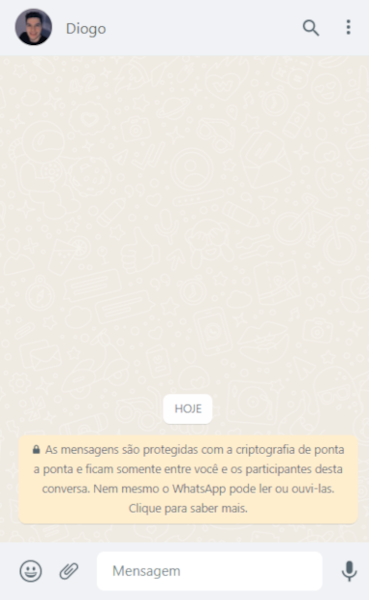 Diogo
HOJE
As mensagens são protegidas com a criptografia de ponta
a ponta e ficam somente entre você e os participantes desta
conversa. Nem mesmo o WhatsApp pode ler ou ouvi-las.
Clique para saber mais.
Mensagem